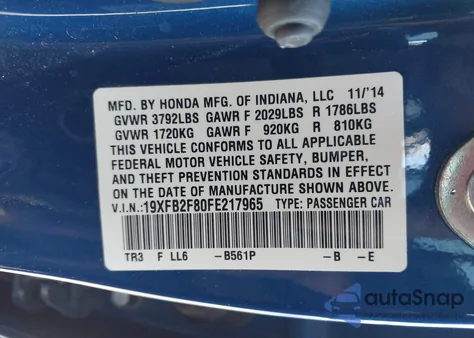 MFD. BY HONDA MFG. OF INDIANA, LLC 11/'14
GVWR 3792LBS GAWR F 2029LBS R 1786LBS
GVWR 1720KG GAWR F 920KG R 810KG
THIS VEHICLE CONFORMS TO ALL APPLICABLE
FEDERAL MOTOR VEHICLE SAFETY, BUMPER,
AND THEFT PREVENTION STANDARDS IN EFFECT
ON THE DATE OF MANUFACTURE SHOWN ABOVE.
V.I.N.:19XFB2F80FE217965 TYPE: PASSENGER CAR
TR3 F LL6 -B561P -B -E
autoSnap